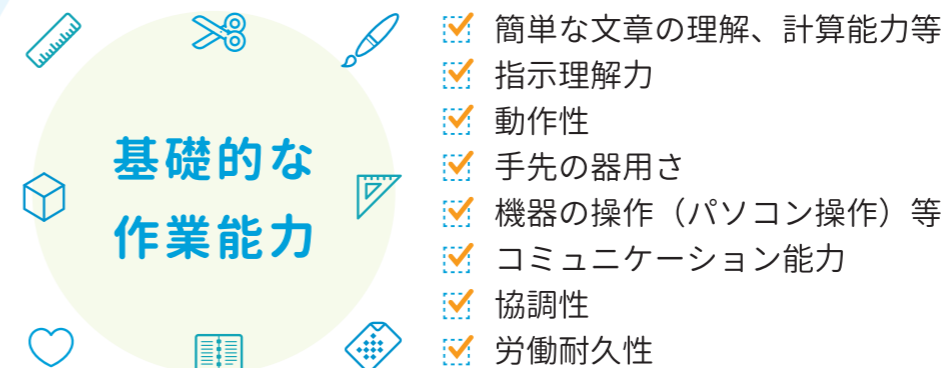 基礎的な
作業能力
簡単な文章の理解、計算能力等
指示理解力
動作性
手先の器用さ
機器の操作（パソコン操作）等
コミュニケーション能力
協調性
労働耐久性